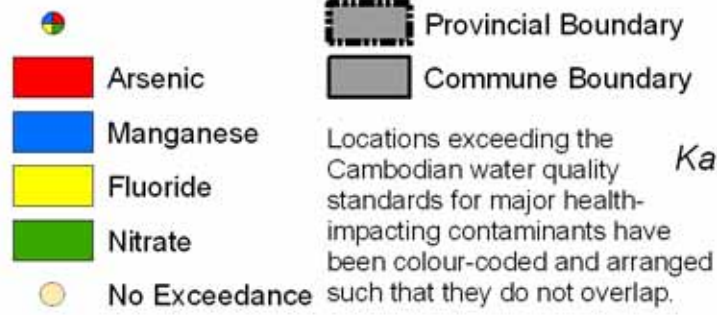 Provincial Boundary
Arsenic
Commune Boundary
Manganese
Fluoride
Nitrate
No Exceedance
Locations exceeding the
Cambodian water quality
standards for major health-
impacting contaminants have
been colour-coded and arranged
such that they do not overlap.
Ka